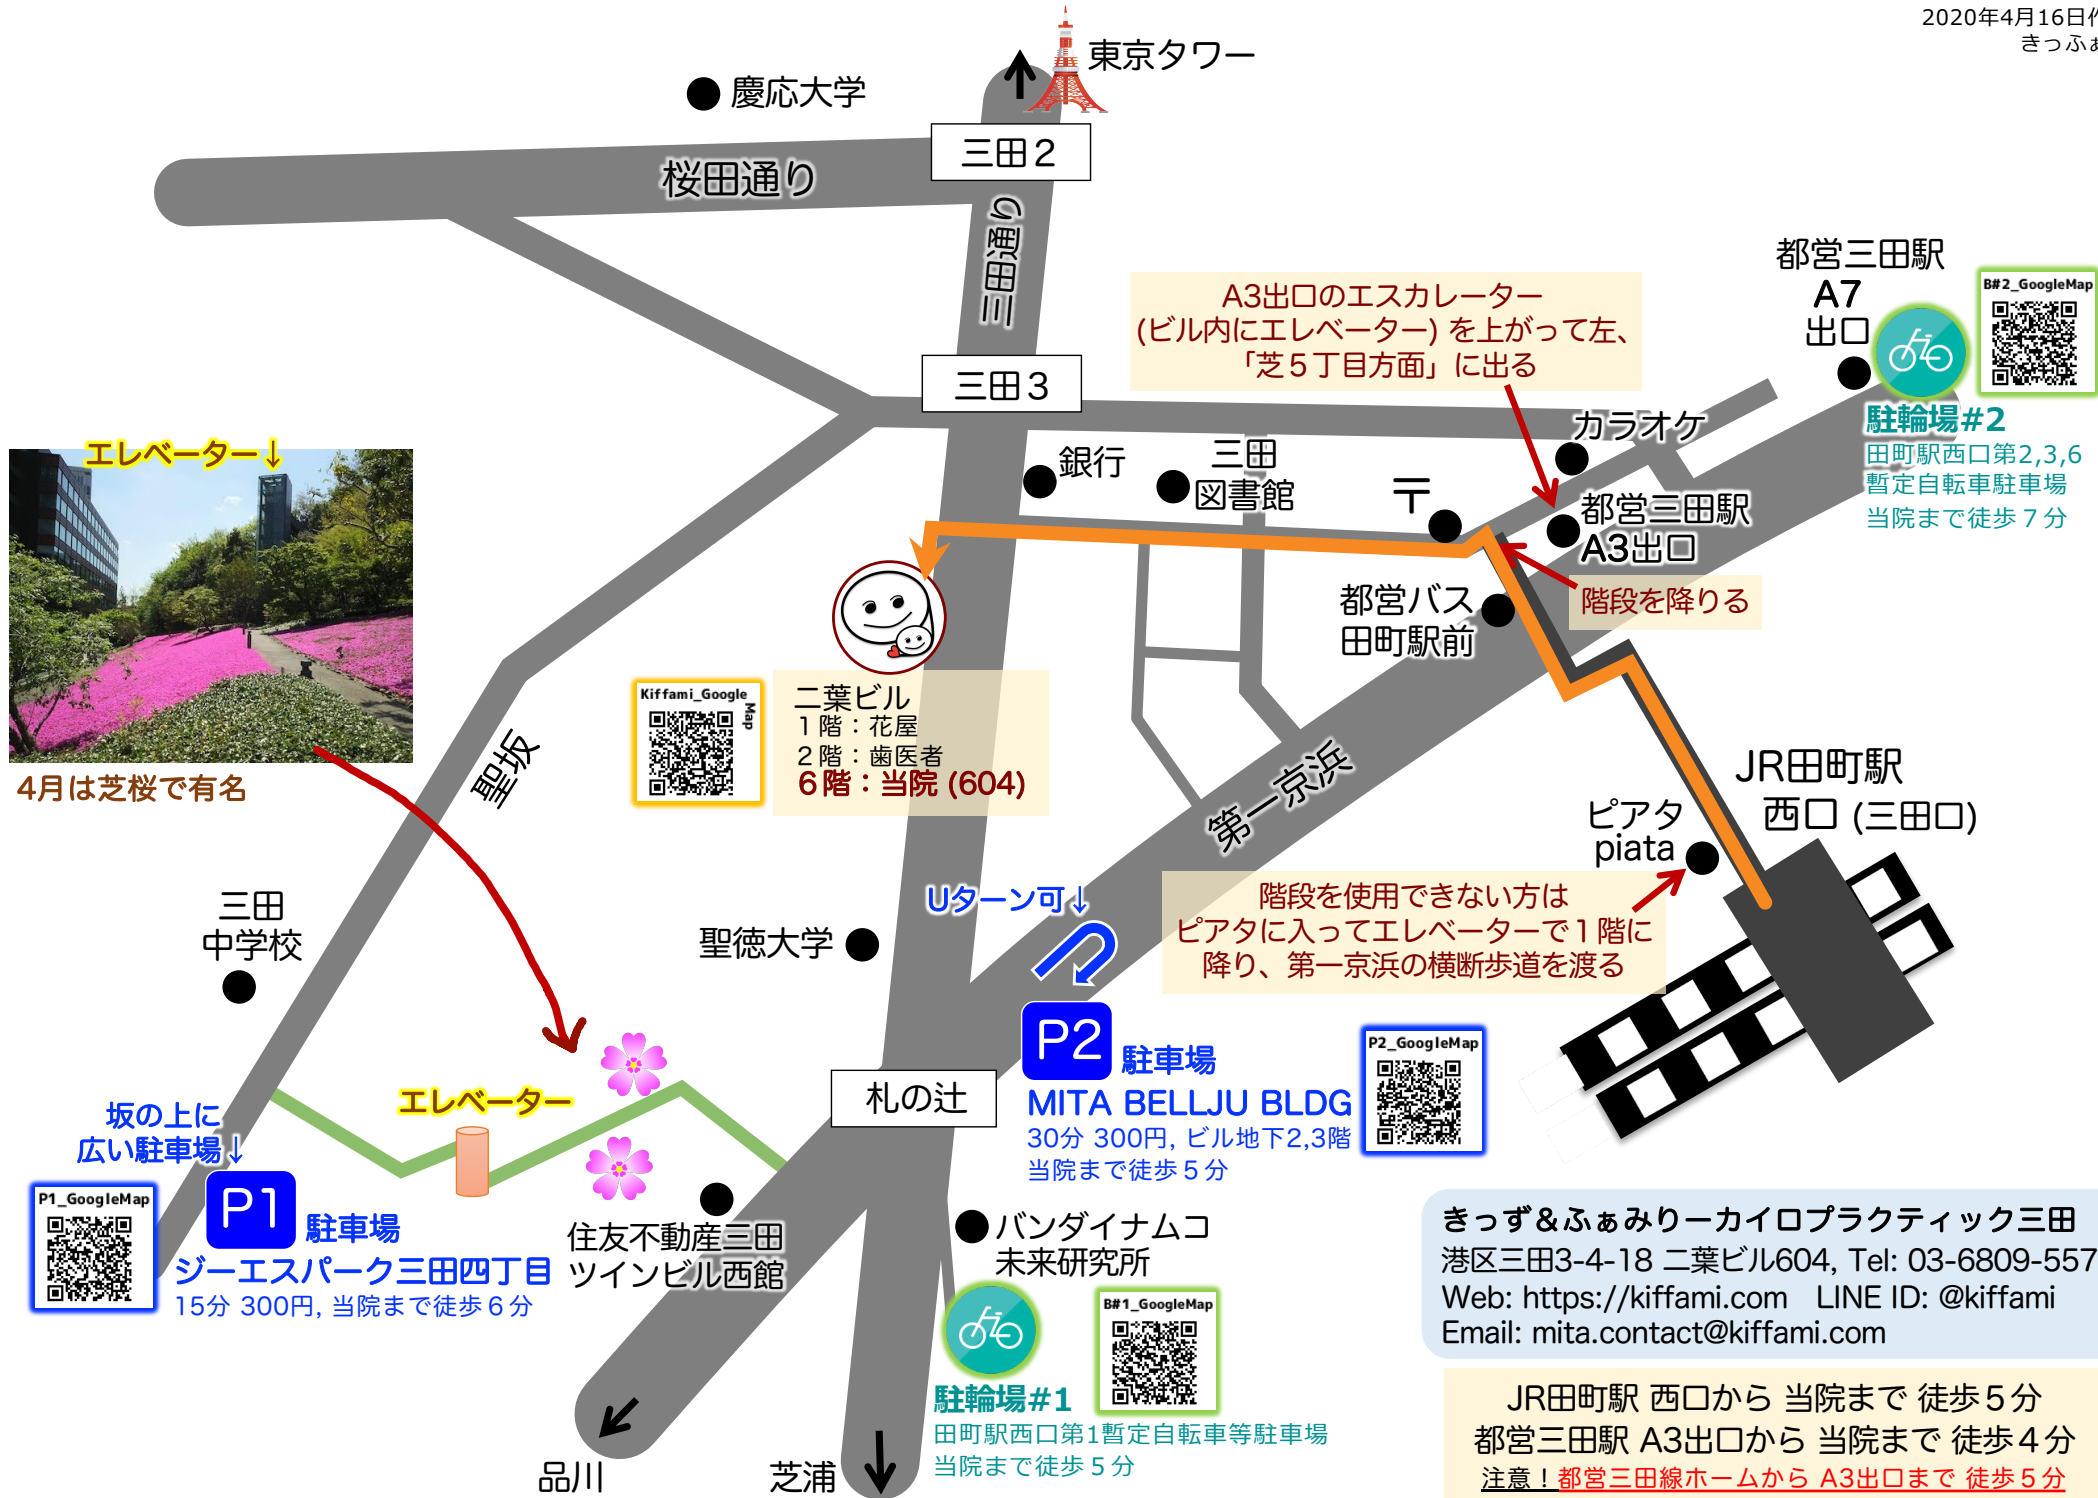 2020年4月16日作
きっふぁ
東京タワー
慶応大学
三田２
桜田通り
三田通り
都営三田駅
A7
出口
B#2_GoogleMap
A3出口のエスカレーター
(ビル内にエレベーター) を上がって左、
「芝５丁目方面」に出る
三田３
カラオケ
駐輪場#2
田町駅西口第2,3,6
暫定自転車駐車場
当院まで徒歩７分
エレベーター↓
銀行
三田
図書館
〒
都営三田駅
A3出口
階段を降りる
都営バス
田町駅前
4月は芝桜で有名
聖坂
Kiffami_Google
Map
二葉ビル
１階：花屋
２階：歯医者
６階：当院 (604)
第一京浜
JR田町駅
西口 (三田口)
ピアタ
piata
階段を使用できない方は
ピアタに入ってエレベーターで１階に
降り、第一京浜の横断歩道を渡る
Uターン可↓
三田
中学校
聖徳大学
P2 駐車場
MITA BELLJU BLDG
30分 300円, ビル地下2,3階
当院まで徒歩５分
P2_GoogleMap
札の辻
エレベーター
坂の上に
広い駐車場↓
P1_GoogleMap
P1 駐車場
ジーエスパーク三田四丁目
15分 300円, 当院まで徒歩６分
住友不動産三田
ツインビル西館
バンダイナムコ
未来研究所
B#1_GoogleMap
駐輪場#1
田町駅西口第1暫定自転車等駐車場
当院まで徒歩５分
品川
芝浦
きっず＆ふぁみりーカイロプラクティック三田
港区三田3-4-18 二葉ビル604, Tel: 03-6809-557
Web: https://kiffami.com LINE ID: @kiffami
Email: mita.contact@kiffami.com
JR田町駅 西口から 当院まで 徒歩５分
都営三田駅 A3出口から 当院まで 徒歩４分
注意！都営三田線ホームから A3出口まで 徒歩５分